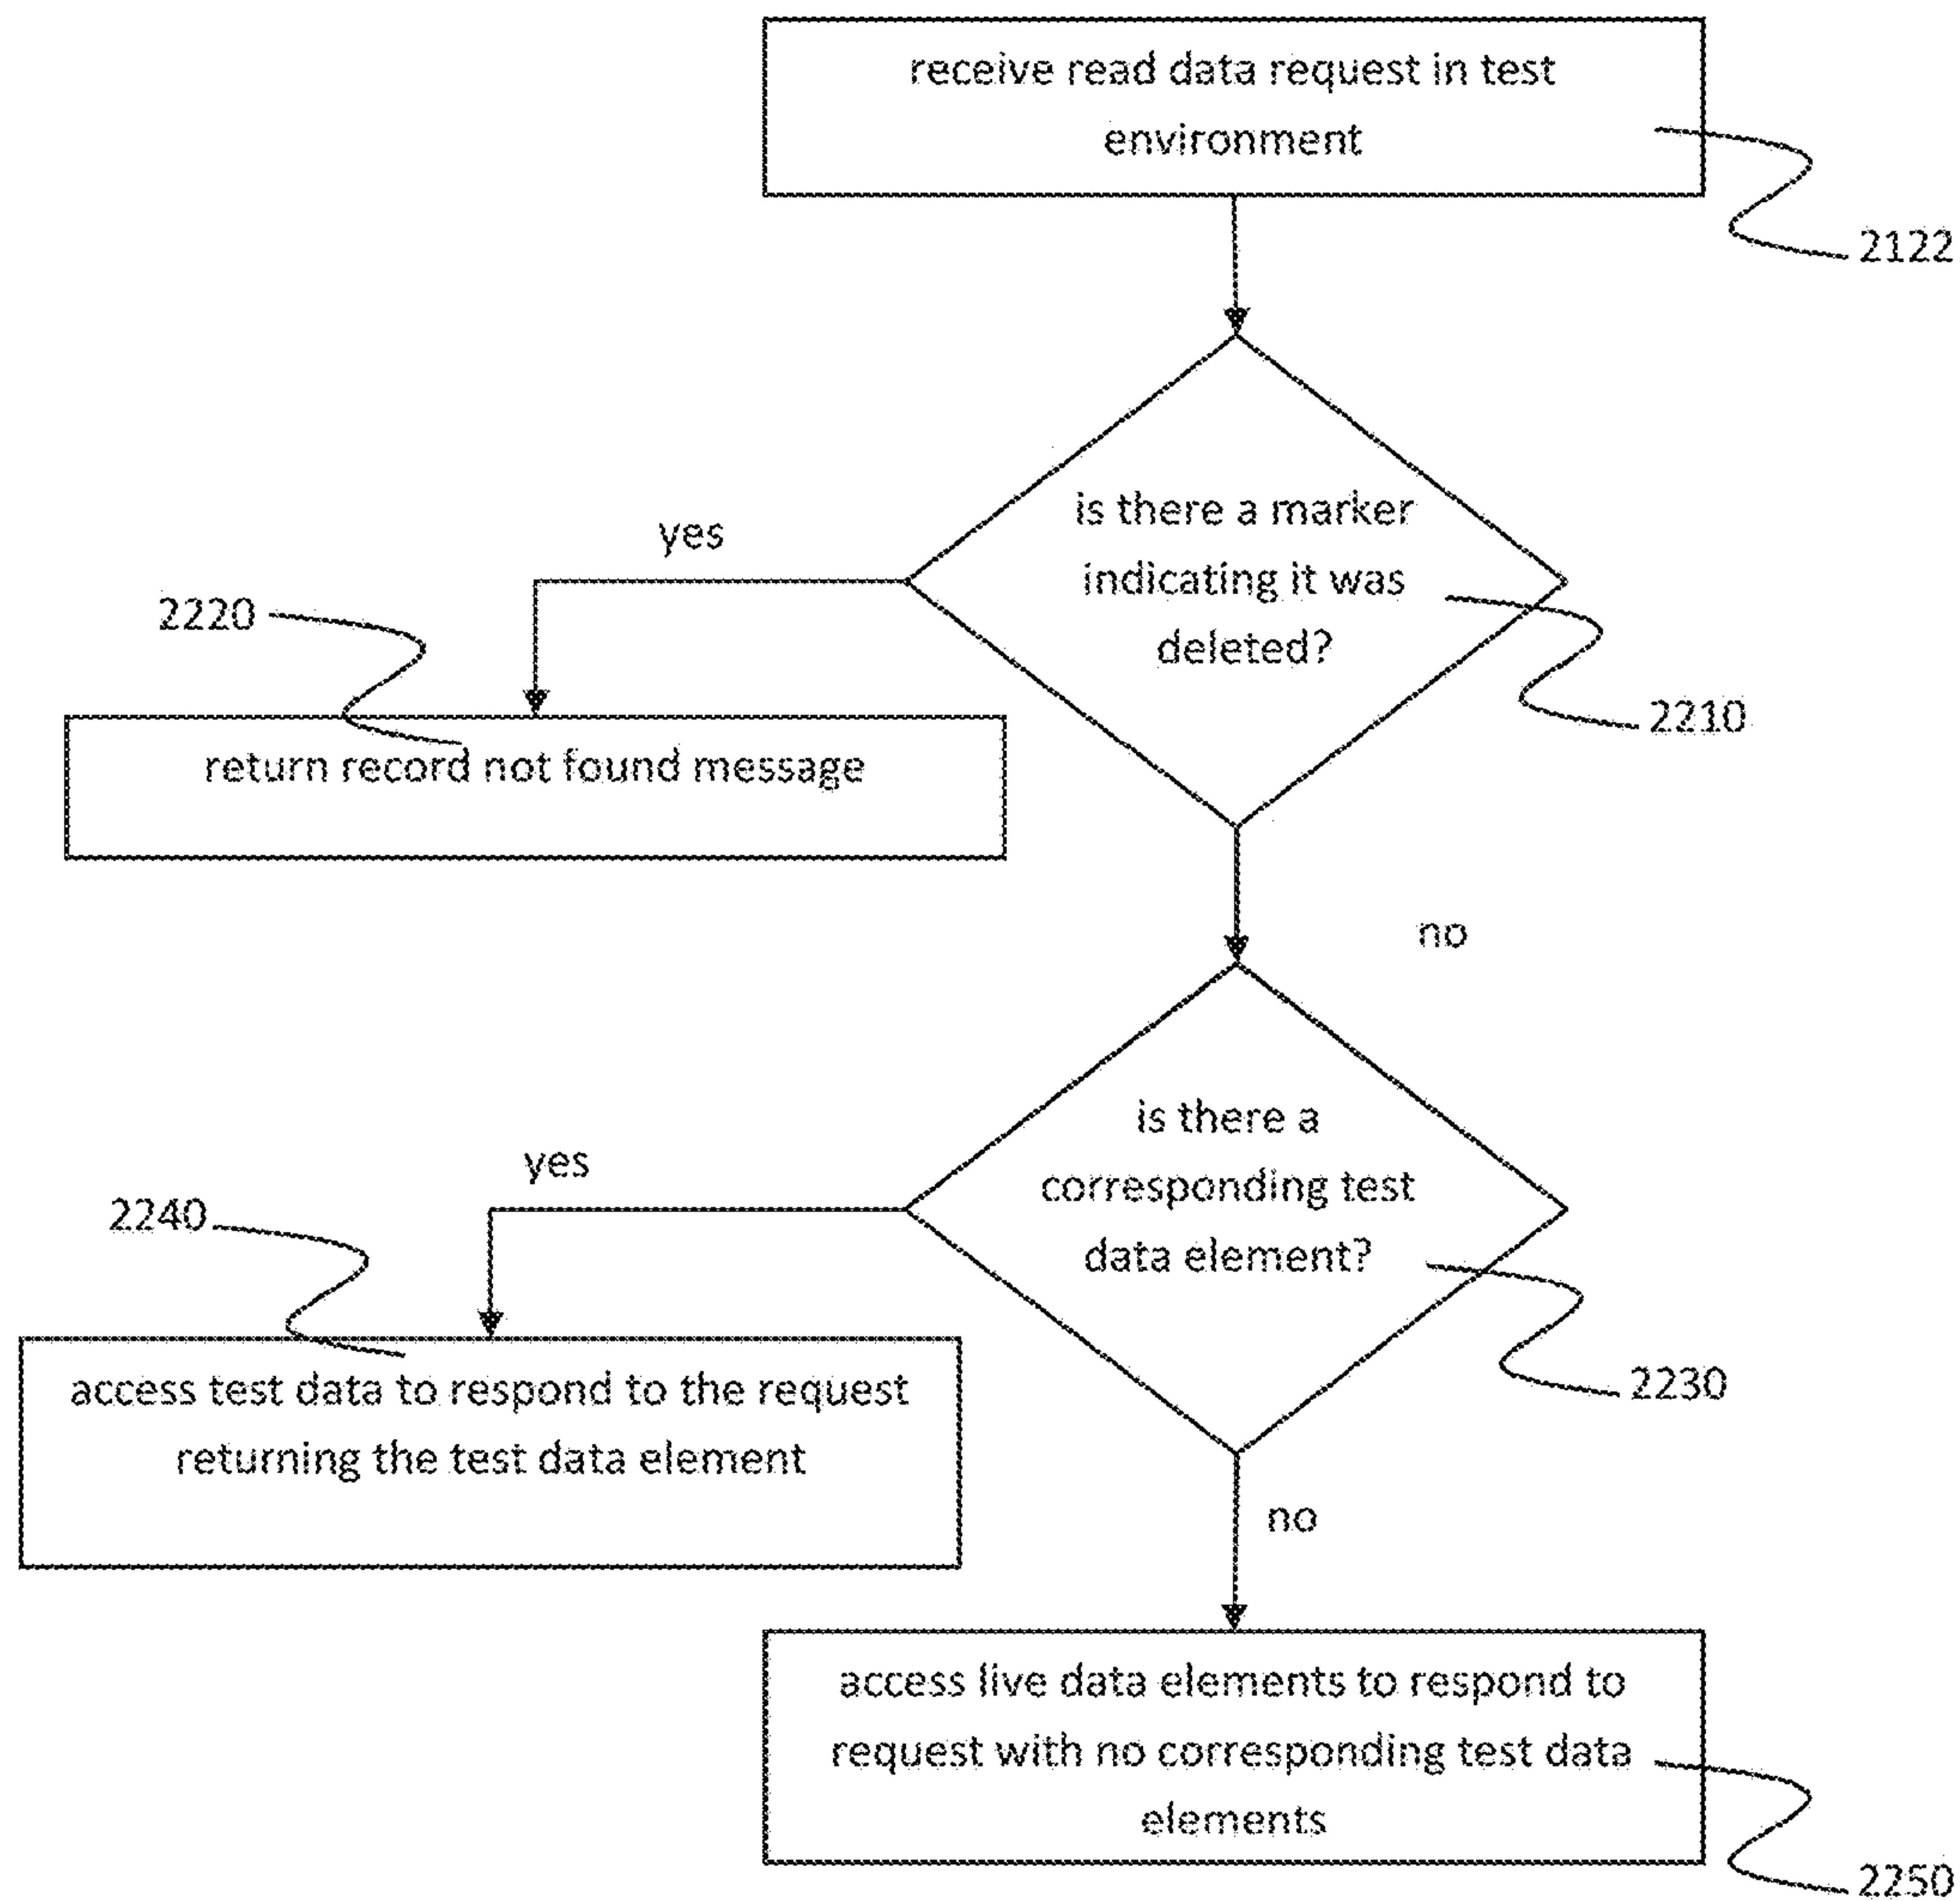 receive read data request in test
environment
2122
is there a marker
indicating it was
deleted?
yes
2220
2210
return record not found message
no
is there a
corresponding test
data element?
yes
2240
2230
access test data to respond to the request
returning the test data element
no
access live data elements to respond to
request with no corresponding test data
elements
2250